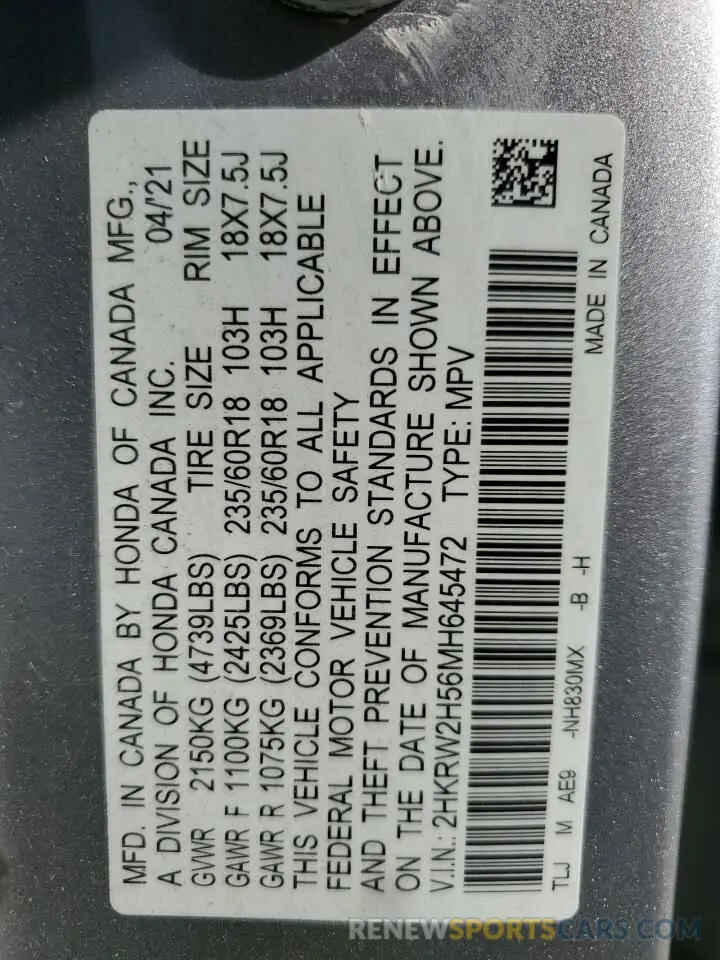 MFD. IN CANADA BY HONDA OF CANADA MFG.,
A DIVISION OF HONDA CANADA INC. 04/'21
GVWR 2150KG (4739LBS) TIRE SIZE RIM SIZE
GAWR F 1100KG (2425LBS) 235/60R18 103H 18X7.5J
GAWR R 1075KG (2369LBS) 235/60R18 103H 18X7.5J
THIS VEHICLE CONFORMS TO ALL APPLICABLE
FEDERAL MOTOR VEHICLE SAFETY
AND THEFT PREVENTION STANDARDS IN EFFECT
ON THE DATE OF MANUFACTURE SHOWN ABOVE.
V.I.N.: 2HKRW2H56MH645472 TYPE: MPV
TLJ M AE9 -NH830MX -B -H
MADE IN CANADA
RENEWSPORTSCARS.COM